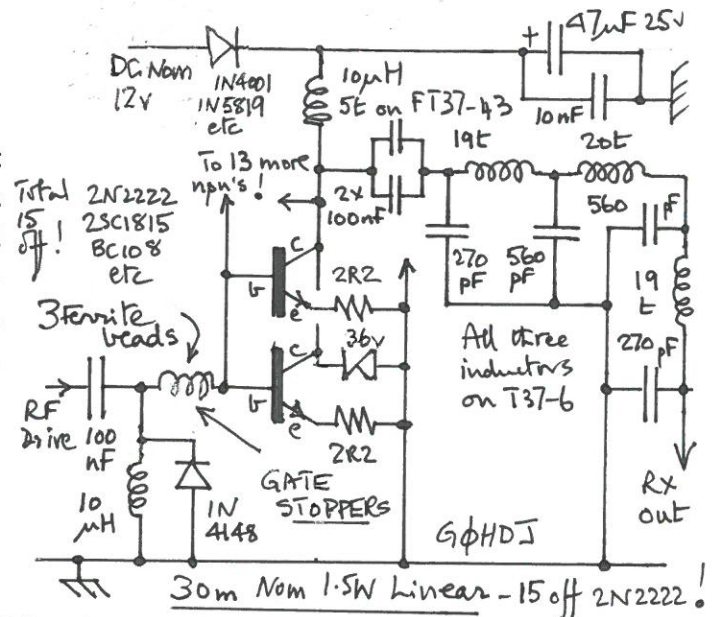 47µF 25v
+
DC Nom
12v
1N4001
1N5819
etc
10µH
5t on FT37-43
10nF
19t
20t
To 13 more
npn's !
2x
100nF
Total
15
off !
2N2222
2SC1815
BC108
etc
560
pF
270
pF
560
pF
19
t
270pF
c
b
e
2R2
3 Ferrite
beads
c
36v
b
e
2R2
All three
inductors
on T37-6
RF
Drive
100
nF
10
µH
1N
4148
GATE
STOPPERS
RX
out
GØHDJ
30m Nom 1.5W Linear - 15 off 2N2222 !